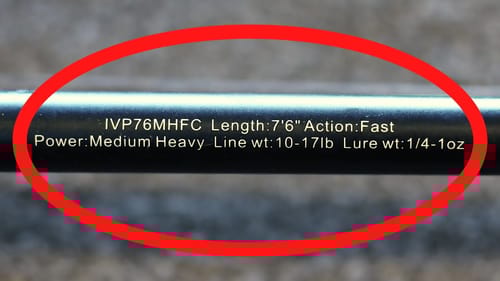 IVP76MHFC Length:7'6" Action:Fast
Power:Medium Heavy Line wt:10-17lb Lure wt:1/4-1oz